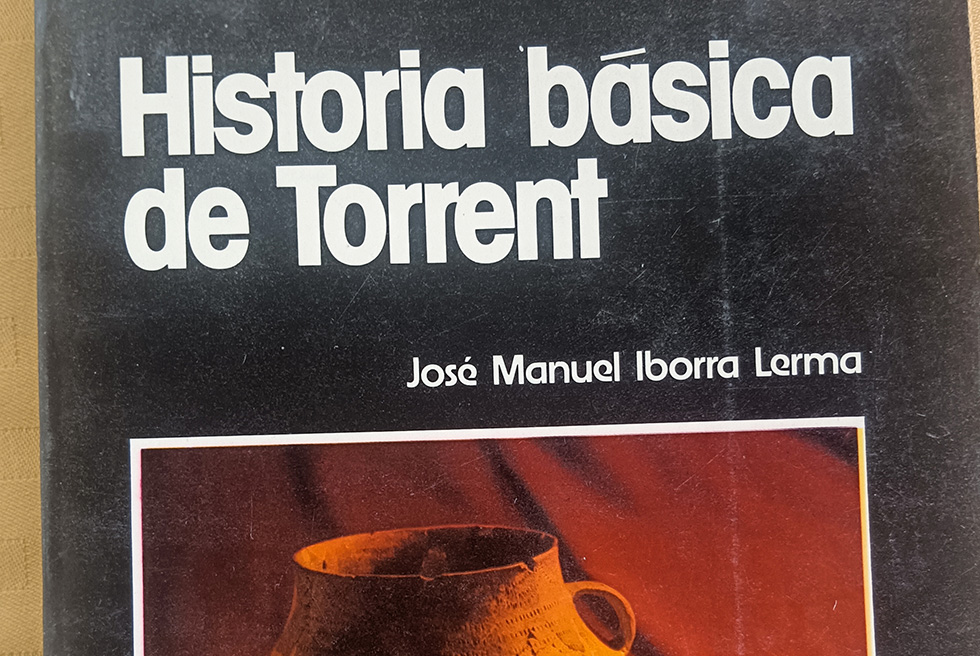 Historia básica
de Torrent
José Manuel Iborra Lerma